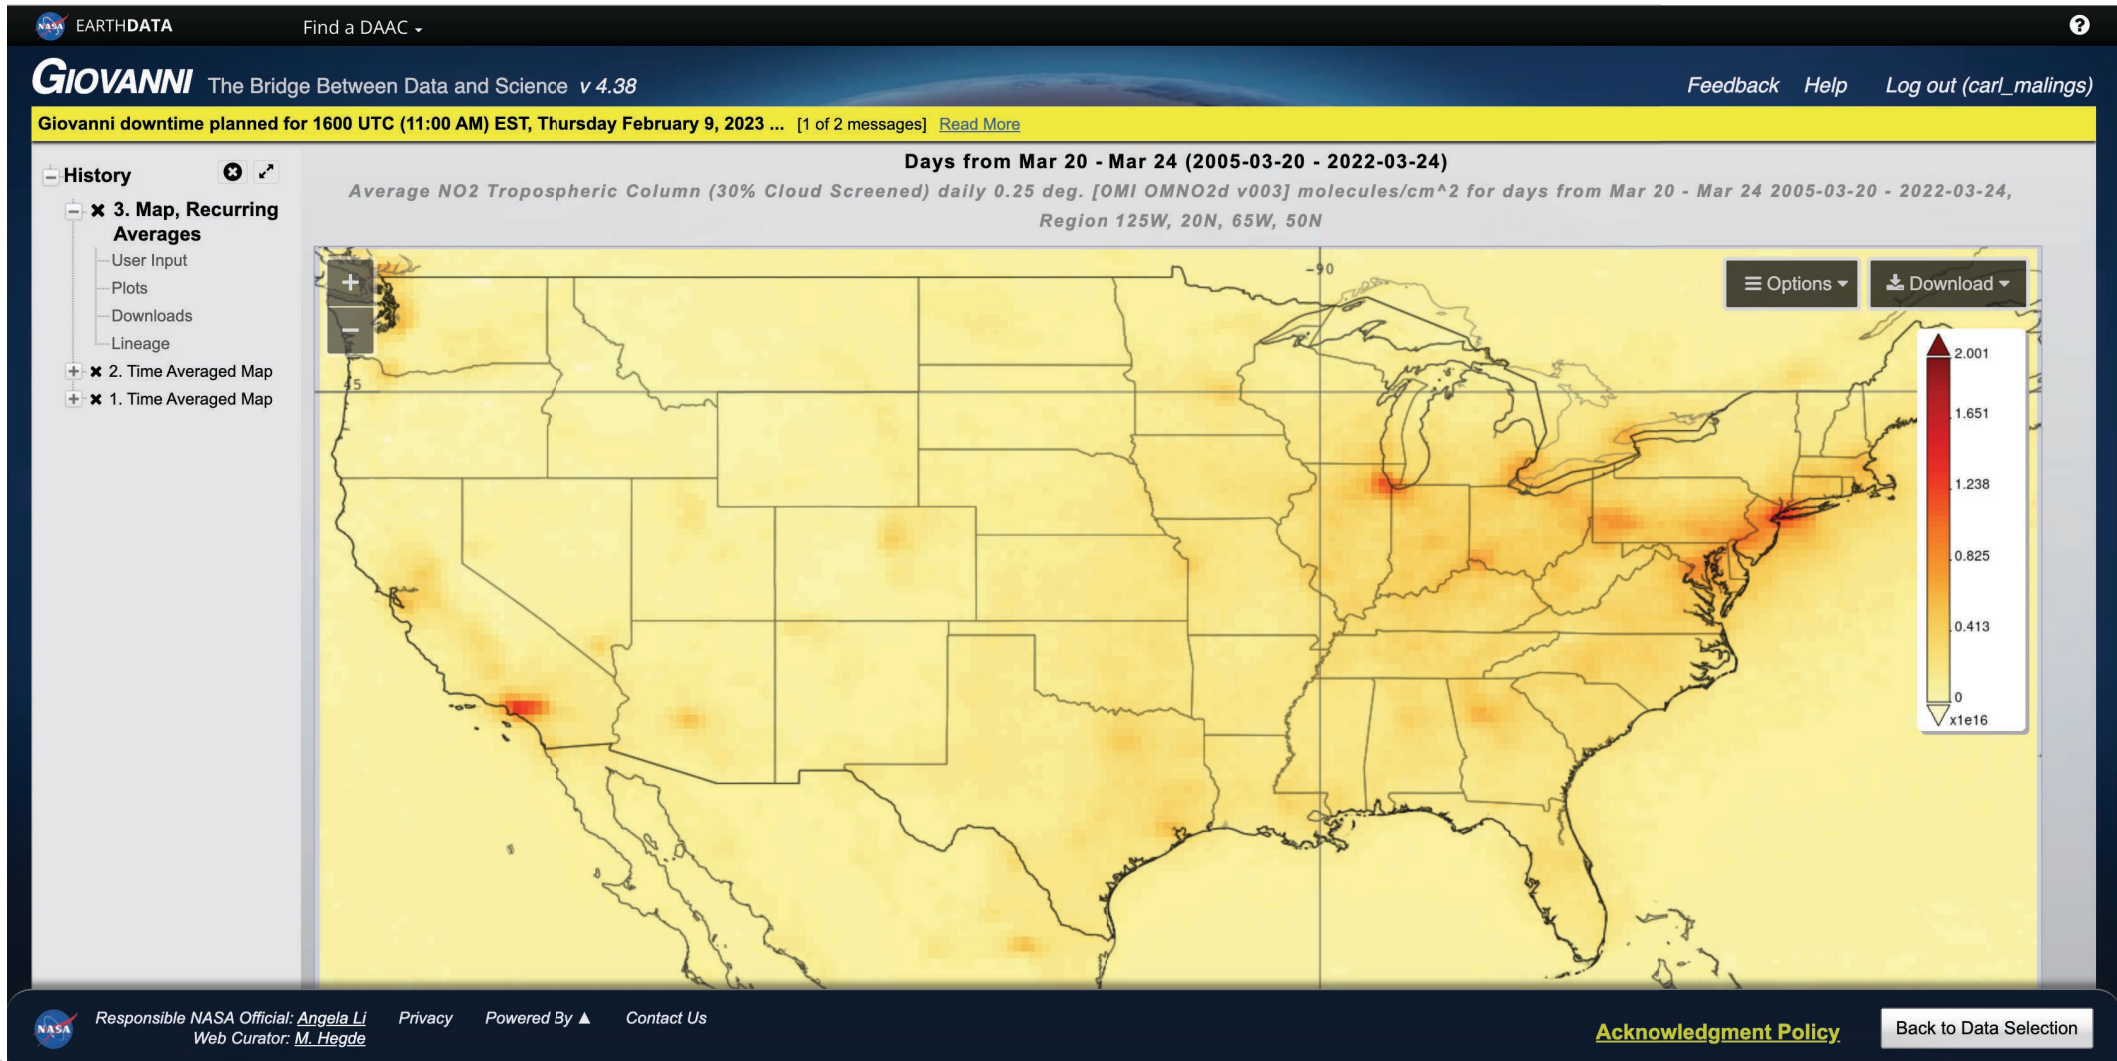 NASA EARTHDATA Find a DAAC ?
GIOVANNI The Bridge Between Data and Science v 4.38 Feedback Help Log out (carl_malings)
Giovanni downtime planned for 1600 UTC (11:00 AM) EST, Thursday February 9, 2023 ... [1 of 2 messages] Read More
History
3. Map, Recurring
Averages
User Input
Plots
Downloads
Lineage
2. Time Averaged Map
1. Time Averaged Map
Days from Mar 20 - Mar 24 (2005-03-20 - 2022-03-24)
Average NO2 Tropospheric Column (30% Cloud Screened) daily 0.25 deg. [OMI OMNO2d v003] molecules/cm^2 for days from Mar 20 - Mar 24 2005-03-20 - 2022-03-24,
Region 125W, 20N, 65W, 50N
+
−
-90
45
Options
Download
2.001
1.651
1.238
0.825
0.413
0
x1e16
NASA
Responsible NASA Official: Angela Li Privacy Powered By ▲ Contact Us
Web Curator: M. Hegde
Acknowledgment Policy
Back to Data Selection